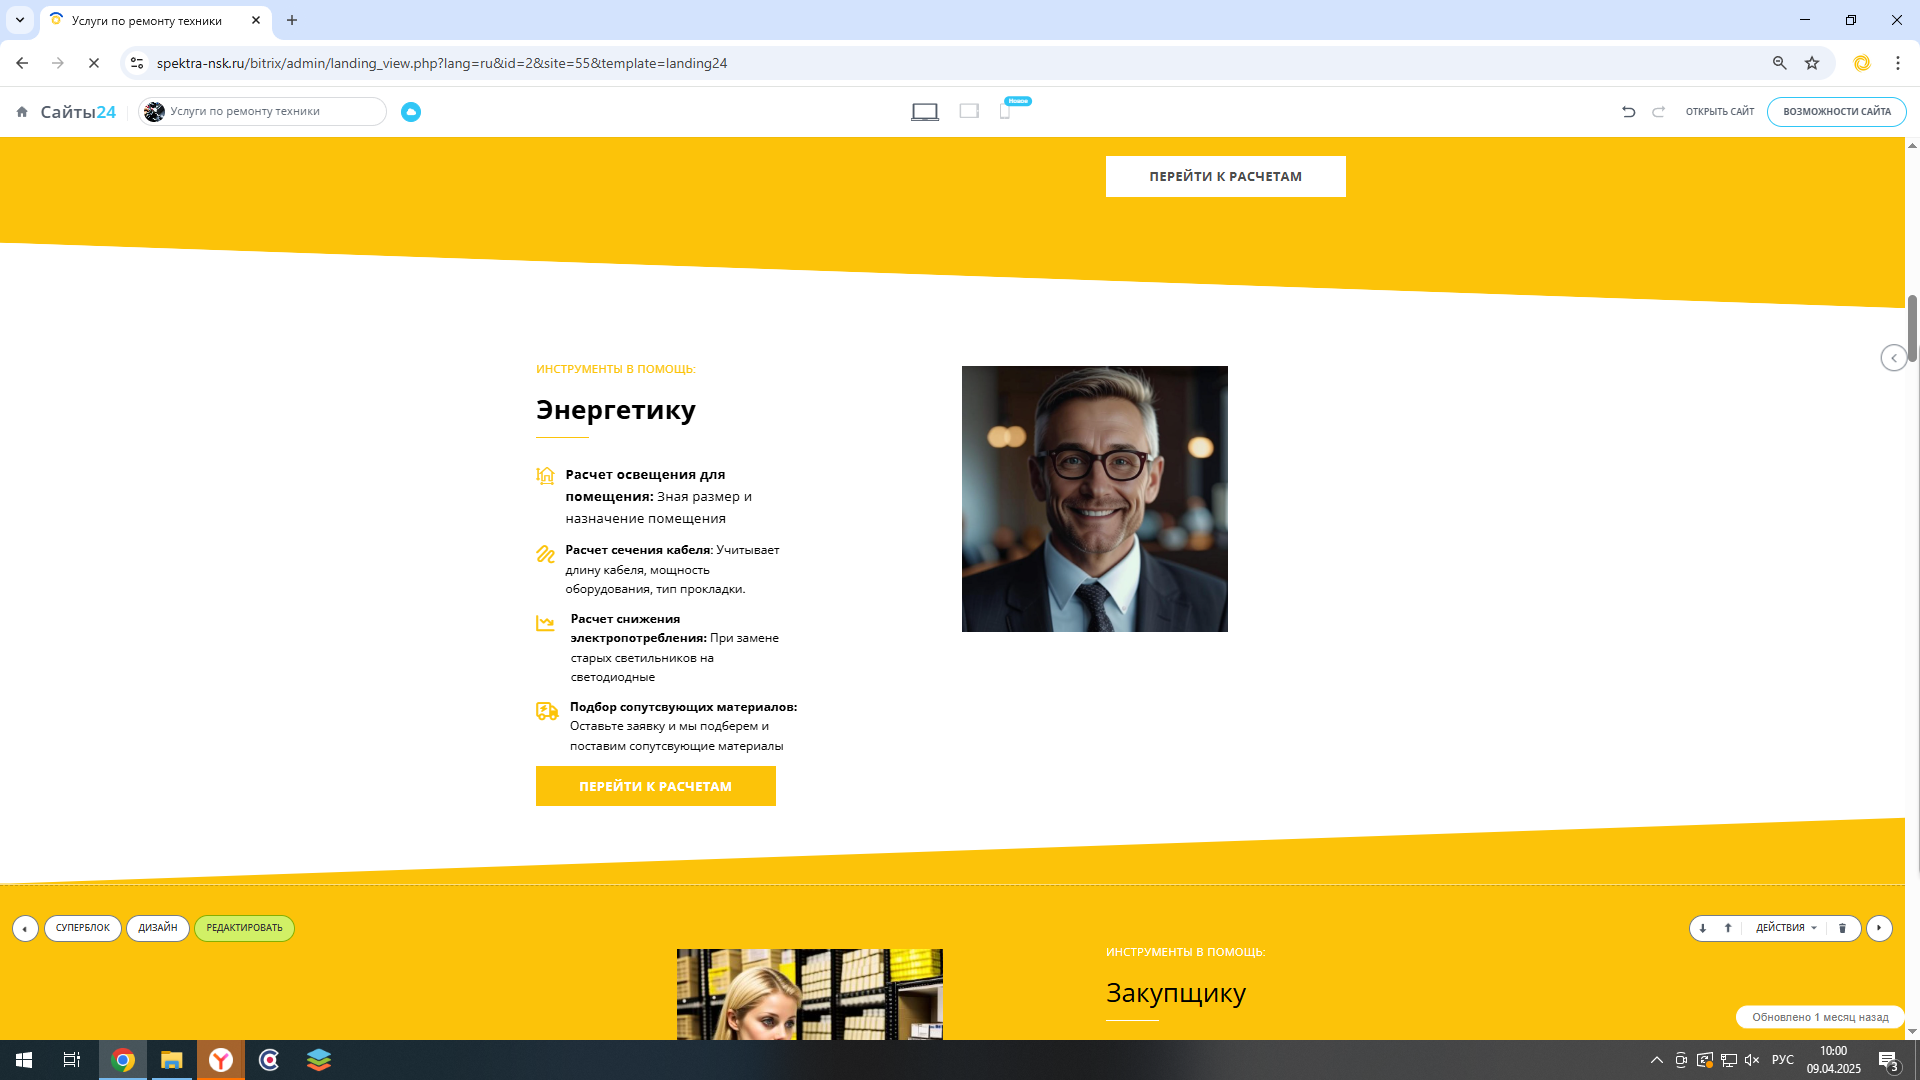 Услуги по ремонту техники
spektra-nsk.ru/bitrix/admin/landing_view.php?lang=ru&id=2&site=55&template=landing24
Сайты24
Услуги по ремонту техники
Новое
ОТКРЫТЬ САЙТ
ВОЗМОЖНОСТИ САЙТА
ПЕРЕЙТИ К РАСЧЕТАМ
ИНСТРУМЕНТЫ В ПОМОЩЬ:
Энергетику
Расчет освещения для
помещения: Зная размер и
назначение помещения
Расчет сечения кабеля: Учитывает
длину кабеля, мощность
оборудования, тип прокладки.
Расчет снижения
электропотребления: При замене
старых светильников на
светодиодные
Подбор сопутсвующих материалов:
Оставьте заявку и мы подберем и
поставим сопутсвующие материалы
ПЕРЕЙТИ К РАСЧЕТАМ
СУПЕРБЛОК
ДИЗАЙН
РЕДАКТИРОВАТЬ
ДЕЙСТВИЯ
ИНСТРУМЕНТЫ В ПОМОЩЬ:
Закупщику
Обновлено 1 месяц назад
РУС
10:00
09.04.2025
3